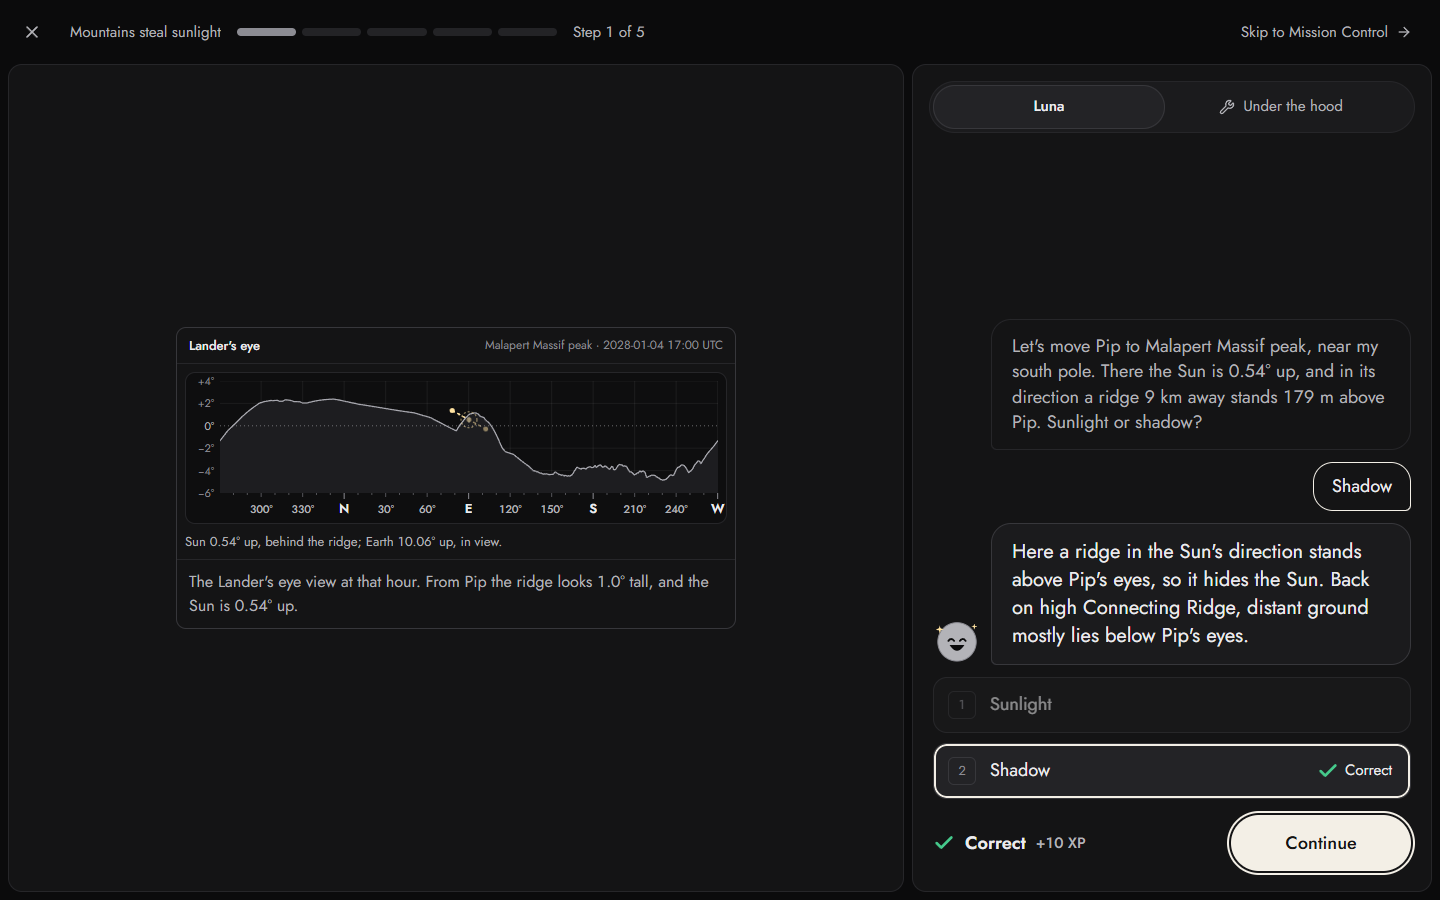 Mountains steal sunlight
Step 1 of 5
Skip to Mission Control
Lander's eye
Malapert Massif peak · 2028-01-04 17:00 UTC
+4°
+2°
0°
−2°
−4°
−6°
300° 330° N 30° 60° E 120° 150° S 210° 240° W
Sun 0.54° up, behind the ridge; Earth 10.06° up, in view.
The Lander's eye view at that hour. From Pip the ridge looks 1.0° tall, and the
Sun is 0.54° up.
Luna
Under the hood
Let's move Pip to Malapert Massif peak, near my
south pole. There the Sun is 0.54° up, and in its
direction a ridge 9 km away stands 179 m above
Pip. Sunlight or shadow?
Shadow
Here a ridge in the Sun's direction stands
above Pip's eyes, so it hides the Sun. Back
on high Connecting Ridge, distant ground
mostly lies below Pip's eyes.
1 Sunlight
2 Shadow Correct
Correct +10 XP
Continue